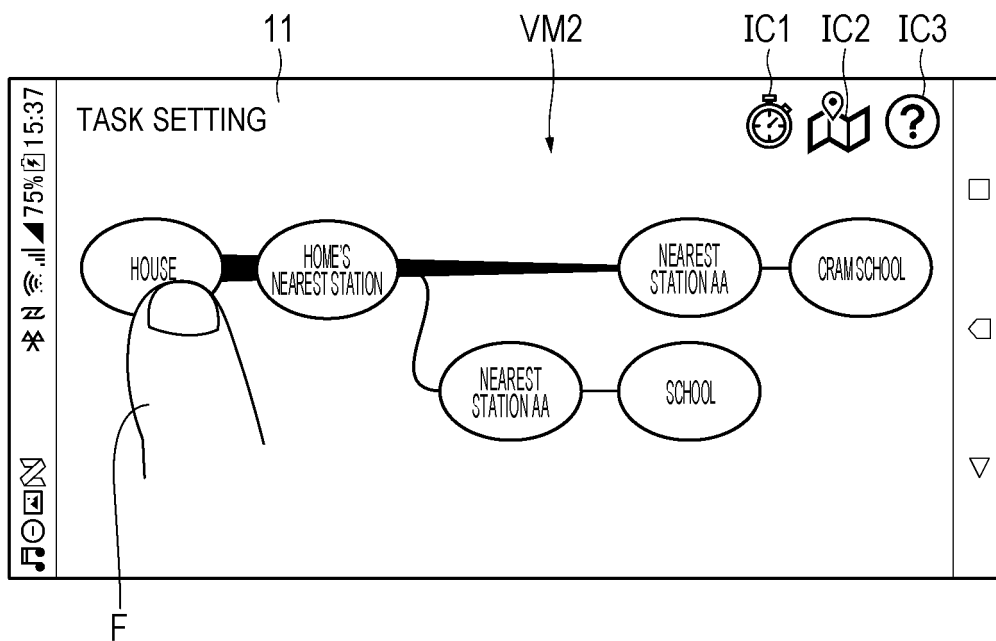 11 VM2 IC1 IC2 IC3
75% 15:37
TASK SETTING
?
HOUSE
HOME'S
NEAREST STATION
NEAREST
STATION AA
CRAM SCHOOL
NEAREST
STATION AA
SCHOOL
F